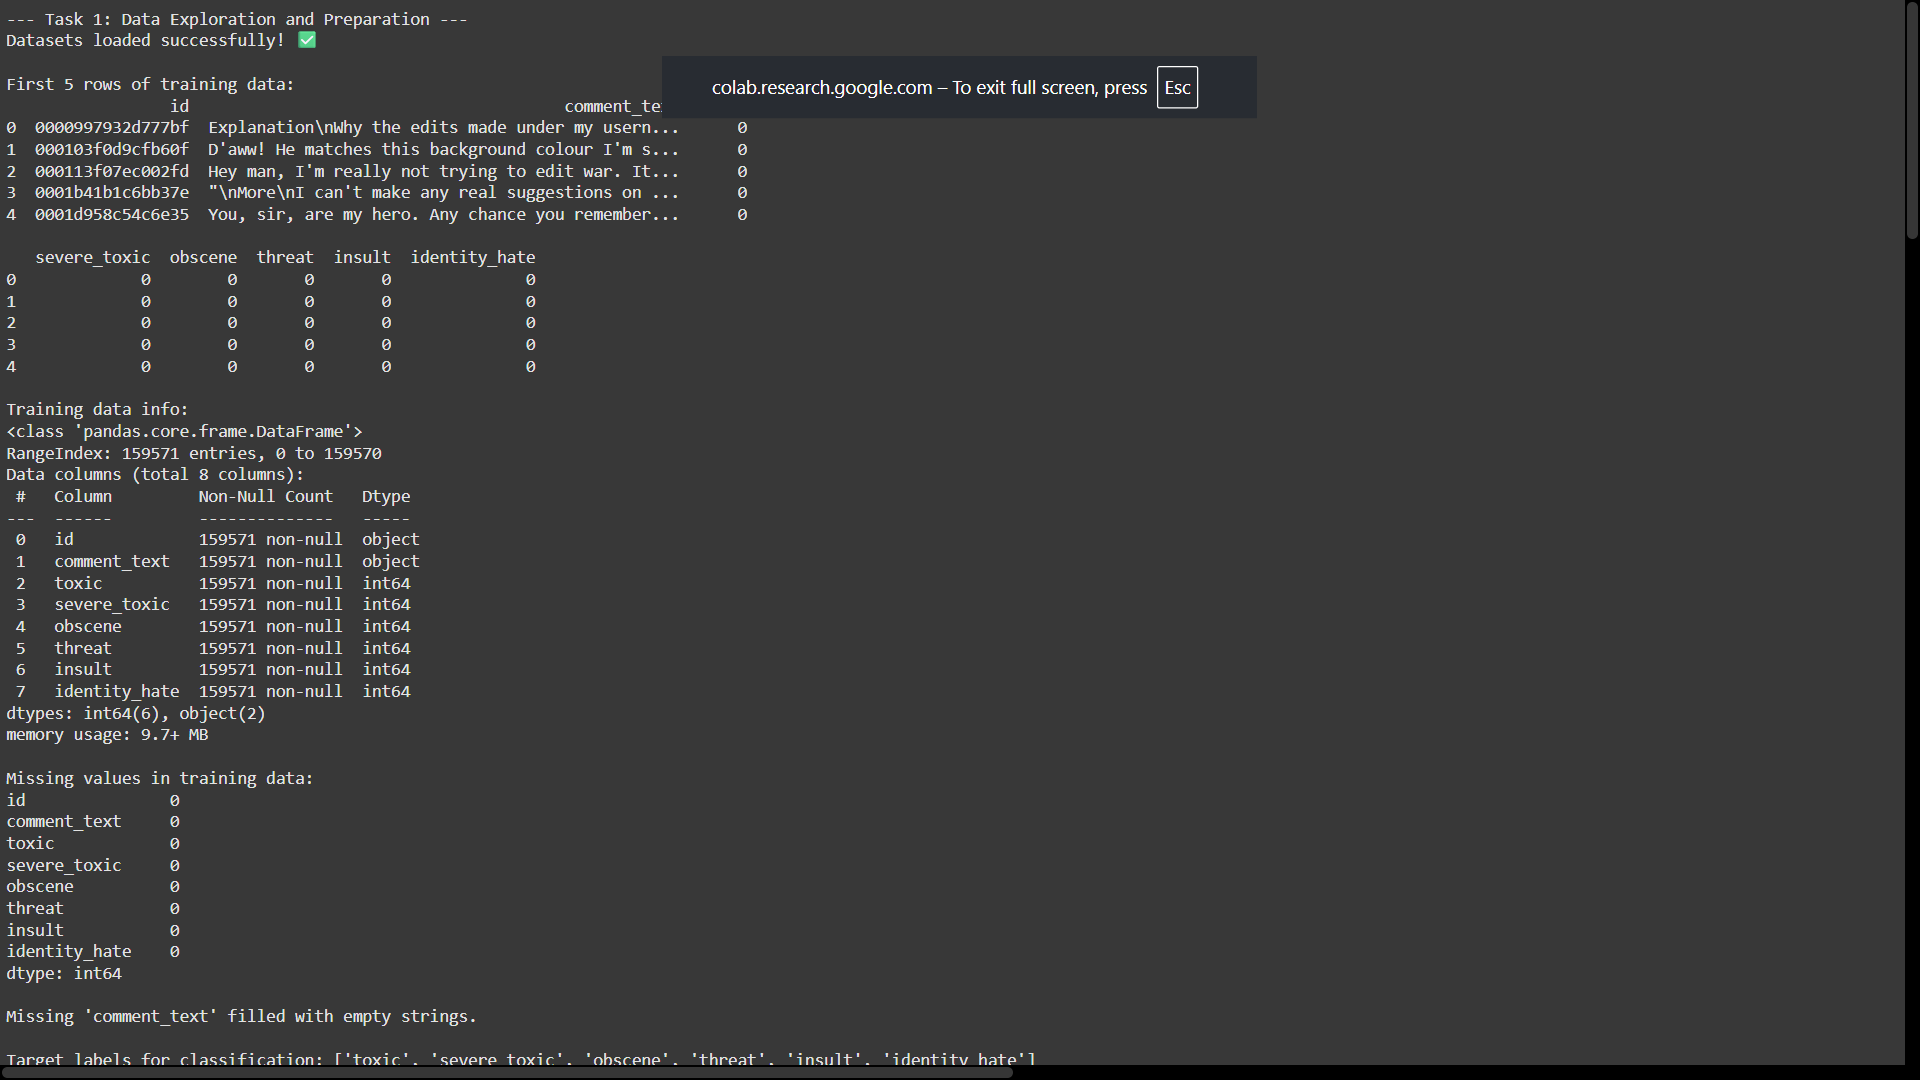 --- Task 1: Data Exploration and Preparation ---
Datasets loaded successfully! ✅
First 5 rows of training data:
colab.research.google.com – To exit full screen, press Esc
                 id                                       comment_te
0  0000997932d777bf  Explanation\nWhy the edits made under my usern...      0
1  000103f0d9cfb60f  D'aww! He matches this background colour I'm s...      0
2  000113f07ec002fd  Hey man, I'm really not trying to edit war. It...      0
3  0001b41b1c6bb37e  "\nMore\nI can't make any real suggestions on ...      0
4  0001d958c54c6e35  You, sir, are my hero. Any chance you remember...      0
   severe_toxic  obscene  threat  insult  identity_hate
0             0        0       0       0              0
1             0        0       0       0              0
2             0        0       0       0              0
3             0        0       0       0              0
4             0        0       0       0              0
Training data info:
<class 'pandas.core.frame.DataFrame'>
RangeIndex: 159571 entries, 0 to 159570
Data columns (total 8 columns):
 #   Column         Non-Null Count   Dtype
---  ------         --------------   -----
 0   id             159571 non-null  object
 1   comment_text   159571 non-null  object
 2   toxic          159571 non-null  int64
 3   severe_toxic   159571 non-null  int64
 4   obscene        159571 non-null  int64
 5   threat         159571 non-null  int64
 6   insult         159571 non-null  int64
 7   identity_hate  159571 non-null  int64
dtypes: int64(6), object(2)
memory usage: 9.7+ MB
Missing values in training data:
id               0
comment_text     0
toxic            0
severe_toxic     0
obscene          0
threat           0
insult           0
identity_hate    0
dtype: int64
Missing 'comment_text' filled with empty strings.
Target labels for classification: ['toxic', 'severe_toxic', 'obscene', 'threat', 'insult', 'identity_hate']